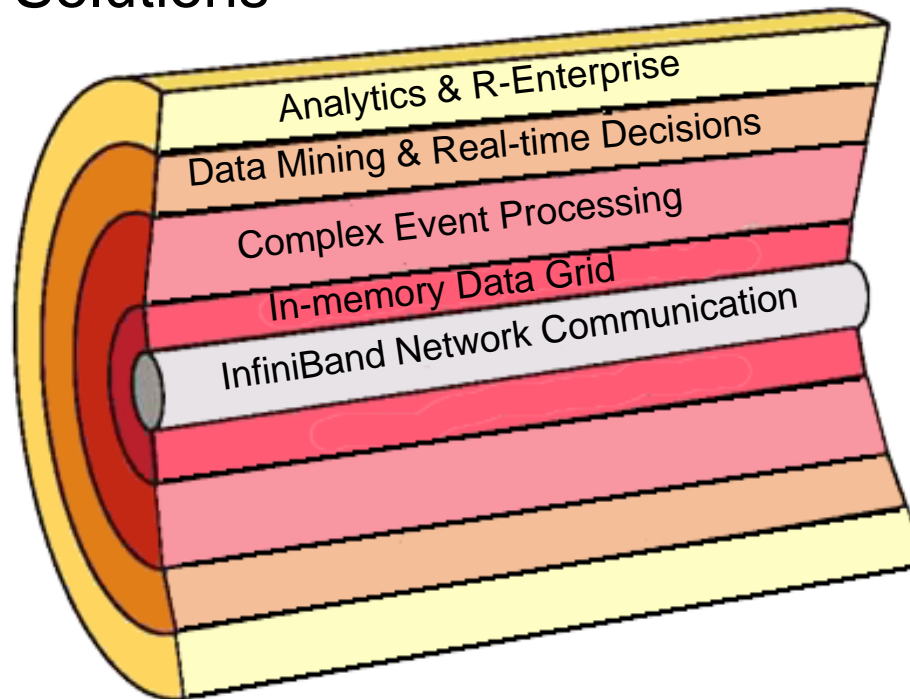 Solutions
Analytics & R-Enterprise
Data Mining & Real-time Decisions
Complex Event Processing
In-memory Data Grid
InfiniBand Network Communication